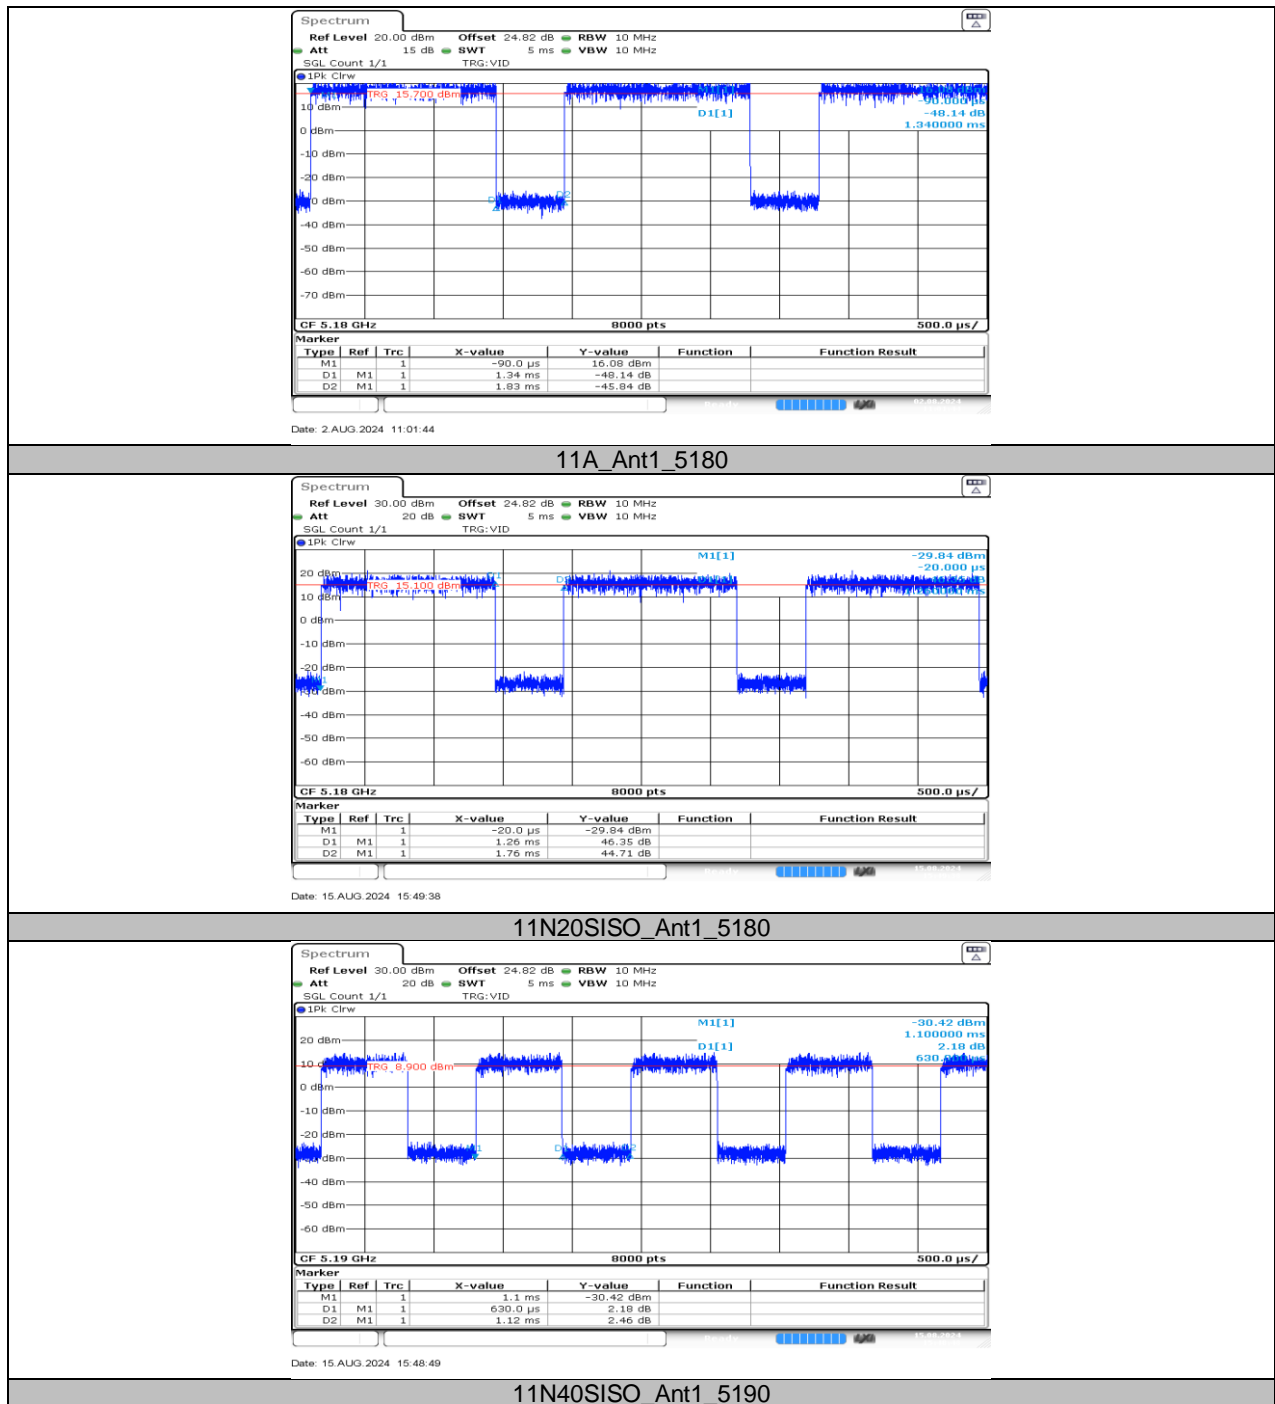 Spectrum
Ref Level 20.00 dBm Offset 24.82 dB RBW 10 MHz
Att 15 dB SWT 5 ms VBW 10 MHz
SGL Count 1/1 TRG:VID
1Pk Clrw
TRG 15.700 dBm
10 dBm
D1[1] -48.14 dB
1.340000 ms
0 dBm
-10 dBm
-20 dBm
D2
0 dBm
-40 dBm
-50 dBm
-60 dBm
-70 dBm
CF 5.18 GHz 8000 pts 500.0 µs/
Marker
Type Ref Trc X-value Y-value Function Function Result
M1 1 -90.0 µs 16.08 dBm
D1 M1 1 1.34 ms -48.14 dB
D2 M1 1 1.83 ms -45.84 dB
Date: 2.AUG.2024 11:01:44
11A_Ant1_5180
Spectrum
Ref Level 30.00 dBm Offset 24.82 dB RBW 10 MHz
Att 20 dB SWT 5 ms VBW 10 MHz
SGL Count 1/1 TRG:VID
1Pk Clrw
M1[1] -29.84 dBm
-20.000 µs
20 dBm
TRG 15.100 dBm
10 dBm
0 dBm
-10 dBm
-20 dBm
dBm
-40 dBm
-50 dBm
-60 dBm
CF 5.18 GHz 8000 pts 500.0 µs/
Marker
Type Ref Trc X-value Y-value Function Function Result
M1 1 -20.0 µs -29.84 dBm
D1 M1 1 1.26 ms 46.35 dB
D2 M1 1 1.76 ms 44.71 dB
Date: 15.AUG.2024 15:49:38
11N20SISO_Ant1_5180
Spectrum
Ref Level 30.00 dBm Offset 24.82 dB RBW 10 MHz
Att 20 dB SWT 5 ms VBW 10 MHz
SGL Count 1/1 TRG:VID
1Pk Clrw
M1[1] -30.42 dBm
1.100000 ms
20 dBm
D1[1] 2.18 dB
10 d
TRG 8.900 dBm
0 dBm
-10 dBm
-20 dBm
dBm
-40 dBm
-50 dBm
-60 dBm
CF 5.19 GHz 8000 pts 500.0 µs/
Marker
Type Ref Trc X-value Y-value Function Function Result
M1 1 1.1 ms -30.42 dBm
D1 M1 1 630.0 µs 2.18 dB
D2 M1 1 1.12 ms 2.46 dB
Date: 15.AUG.2024 15:48:49
11N40SISO_Ant1_5190